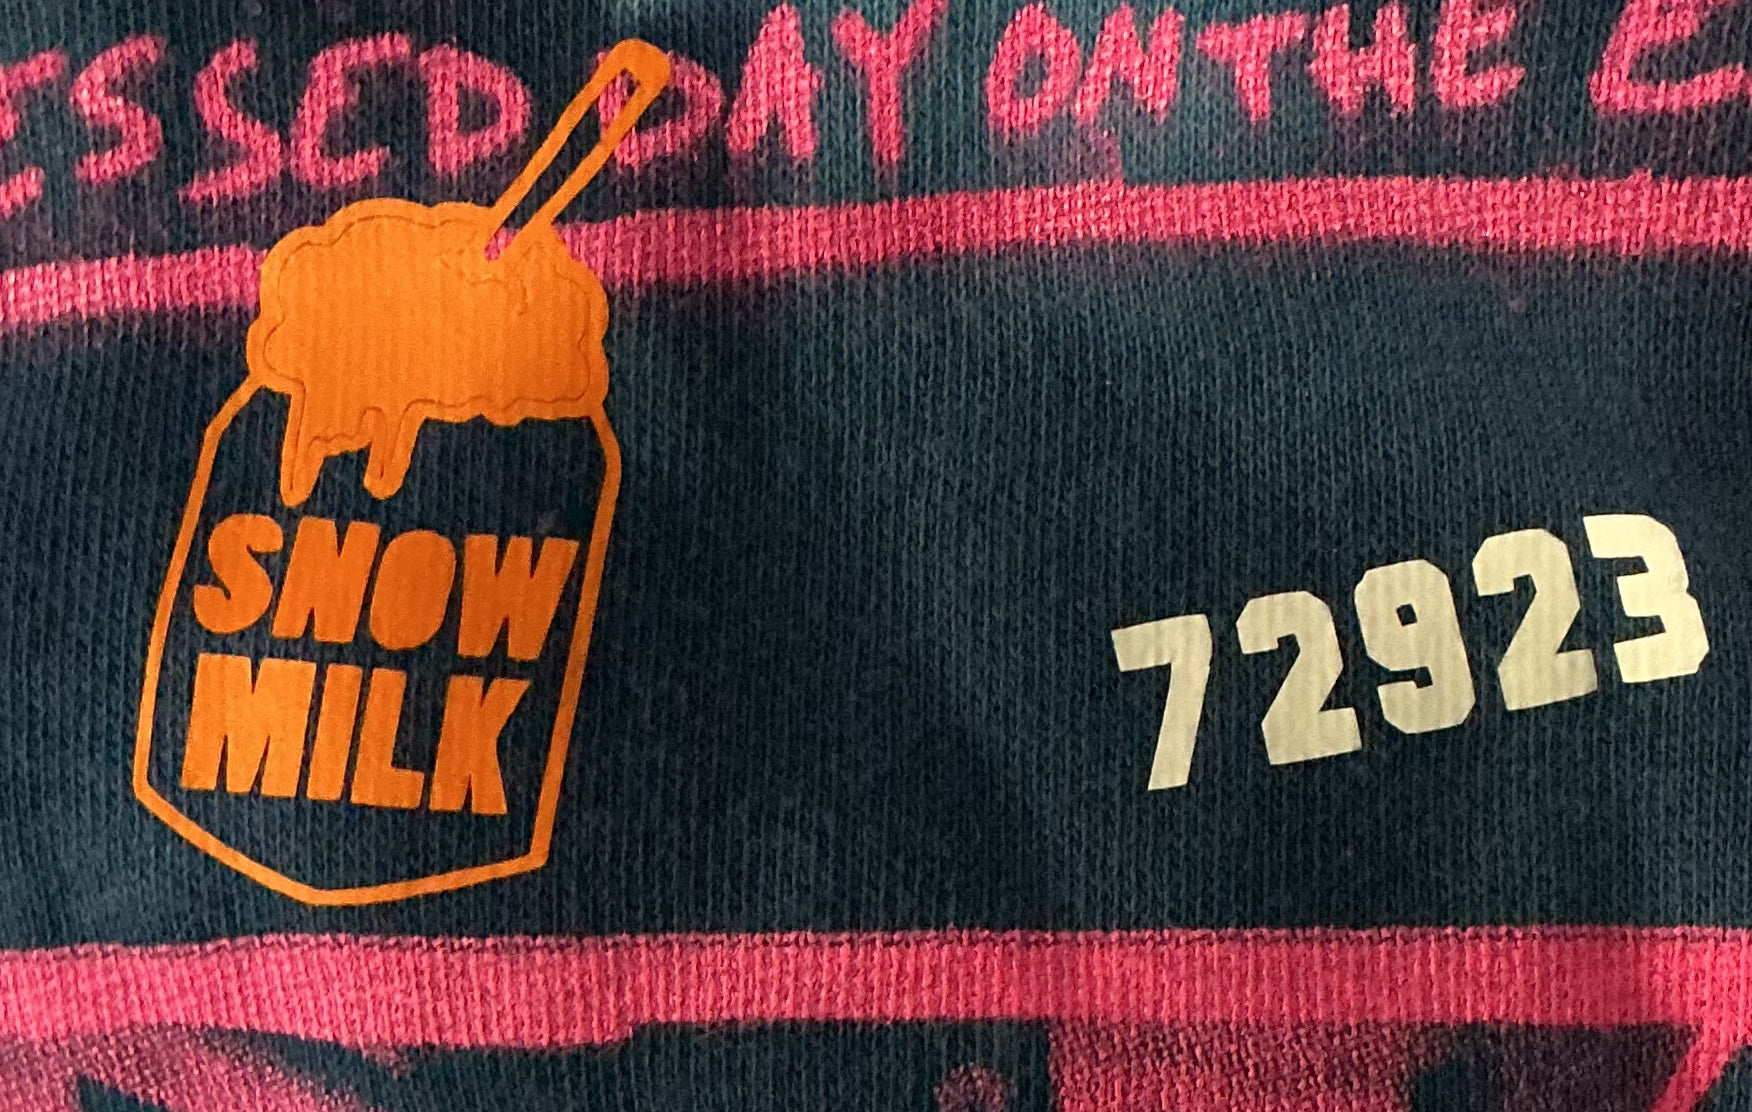 ESSED DAY ON THE E
SNOW
MILK
72923